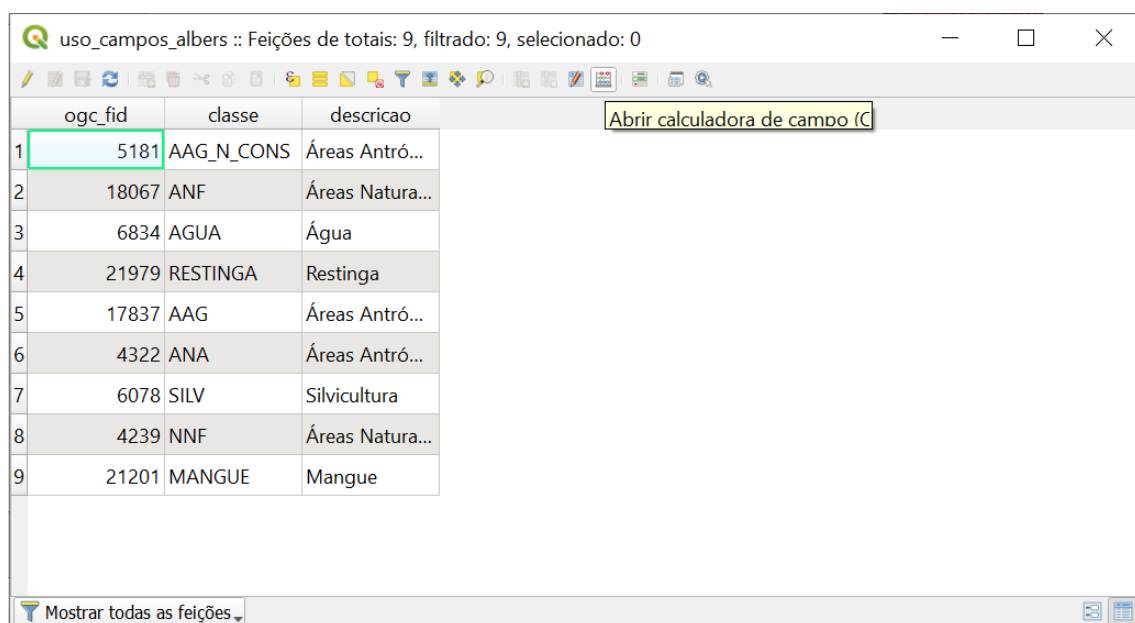 uso_campos_albers :: Feições de totais: 9, filtrado: 9, selecionado: 0
ogc_fid classe descricao
Abrir calculadora de campo (C
1 5181 AAG_N_CONS Áreas Antró...
2 18067 ANF Áreas Natura...
3 6834 AGUA Água
4 21979 RESTINGA Restinga
5 17837 AAG Áreas Antró...
6 4322 ANA Áreas Antró...
7 6078 SILV Silvicultura
8 4239 NNF Áreas Natura...
9 21201 MANGUE Mangue
Mostrar todas as feições